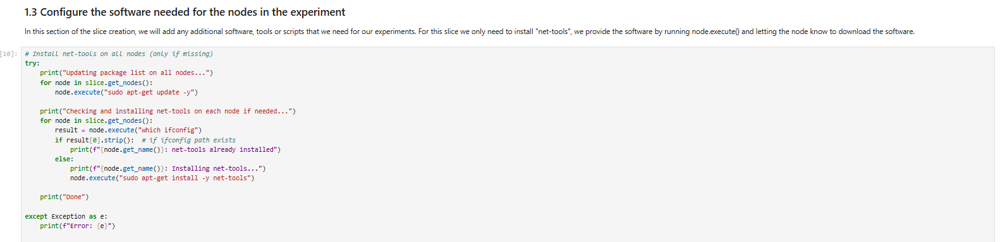 1.3 Configure the software needed for the nodes in the experiment
In this section of the slice creation, we will add any additional software, tools or scripts that we need for our experiments. For this slice we only need to install "net-tools", we provide the software by running node.execute() and letting the node know to download the software.
[10]:
# Install net-tools on all nodes (only if missing)
try:
    print("Updating package list on all nodes...")
    for node in slice.get_nodes():
        node.execute("sudo apt-get update -y")

    print("Checking and installing net-tools on each node if needed...")
    for node in slice.get_nodes():
        result = node.execute("which ifconfig")
        if result[0].strip():  # if ifconfig path exists
            print(f"{node.get_name()}: net-tools already installed")
        else:
            print(f"{node.get_name()}: Installing net-tools...")
            node.execute("sudo apt-get install -y net-tools")

    print("Done")

except Exception as e:
    print(f"Error: {e}")